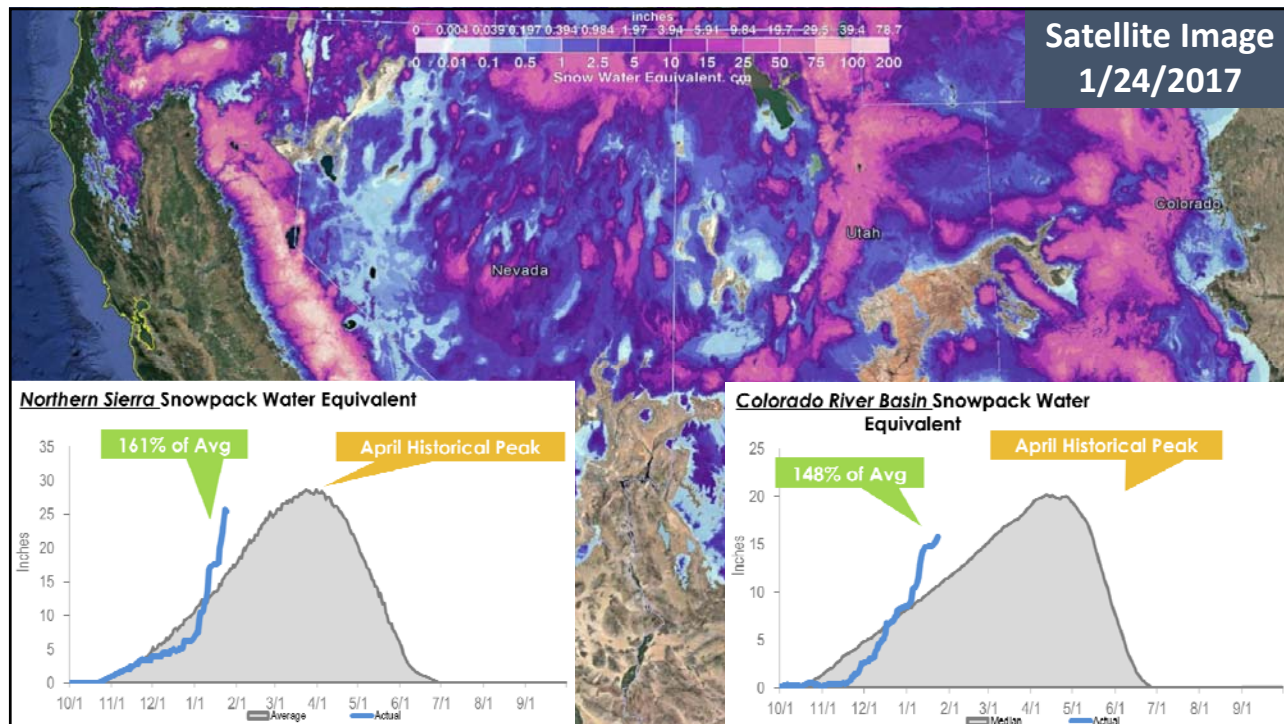 inches
0 0.004 0.039 0.197 0.394 0.984 1.97 3.94 5.91 9.84 19.7 29.5 39.4 78.7
0 0.01 0.1 0.5 1 2.5 5 10 15 25 50 75 100 200
Snow Water Equivalent, cm
Satellite Image
1/24/2017
Colorado
Utah
Nevada
Northern Sierra Snowpack Water Equivalent
161% of Avg
April Historical Peak
35
30
25
20
15
10
5
0
Inches
10/1 11/1 12/1 1/1 2/1 3/1 4/1 5/1 6/1 7/1 8/1 9/1
Average Actual
Colorado River Basin Snowpack Water
Equivalent
148% of Avg
April Historical Peak
25
20
15
10
5
0
Inches
10/1 11/1 12/1 1/1 2/1 3/1 4/1 5/1 6/1 7/1 8/1 9/1
Median Actual